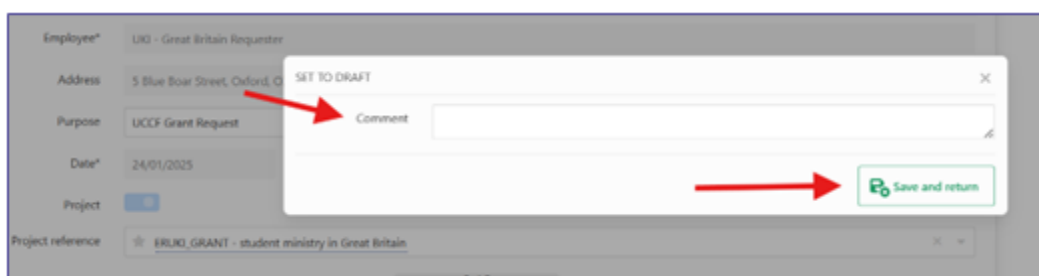 Employee* UKI - Great Britain Requester
Address 5 Blue Boar Street, Oxford, O
SET TO DRAFT
Comment
Purpose UCCF Grant Request
Date* 24/01/2025
Save and return
Project
Project reference ERUKI_GRANT - student ministry in Great Britain